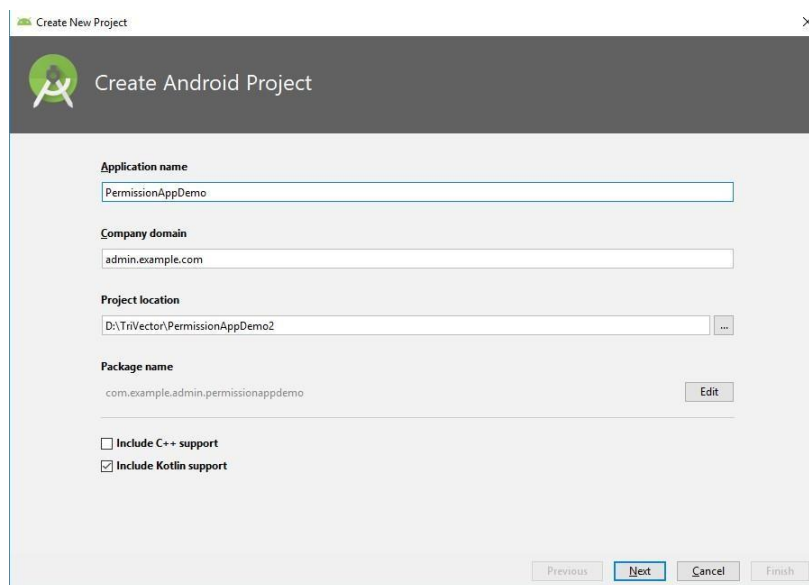 Create New Project
Create Android Project
Application name
PermissionAppDemo
Company domain
admin.example.com
Project location
D:\TriVector\PermissionAppDemo2
...
Package name
com.example.admin.permissionappdemo
Edit
Include C++ support
Include Kotlin support
Previous
Next
Cancel
Finish